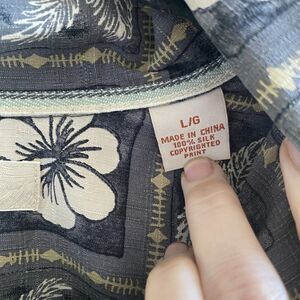 L/G
MADE IN CHINA
100% SILK
COPYRIGHTED
PRINT